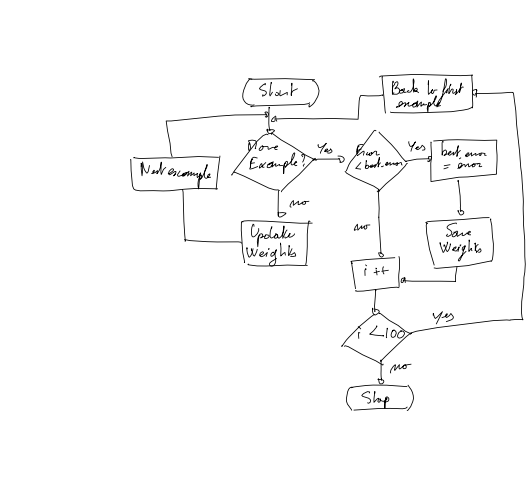 Start
Back to first
example
More
Example?
Yes
Error
< best.error
Yes
best.error
= error
Next example
no
Update
Weights
no
Save
Weights
i ++
i < 100
Yes
no
Stop